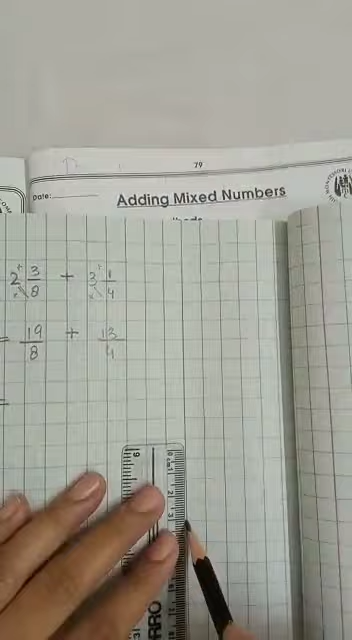 79
Date:
Adding Mixed Numbers
2 3/8 + 3 1/4
= 19/8 + 13/4
=